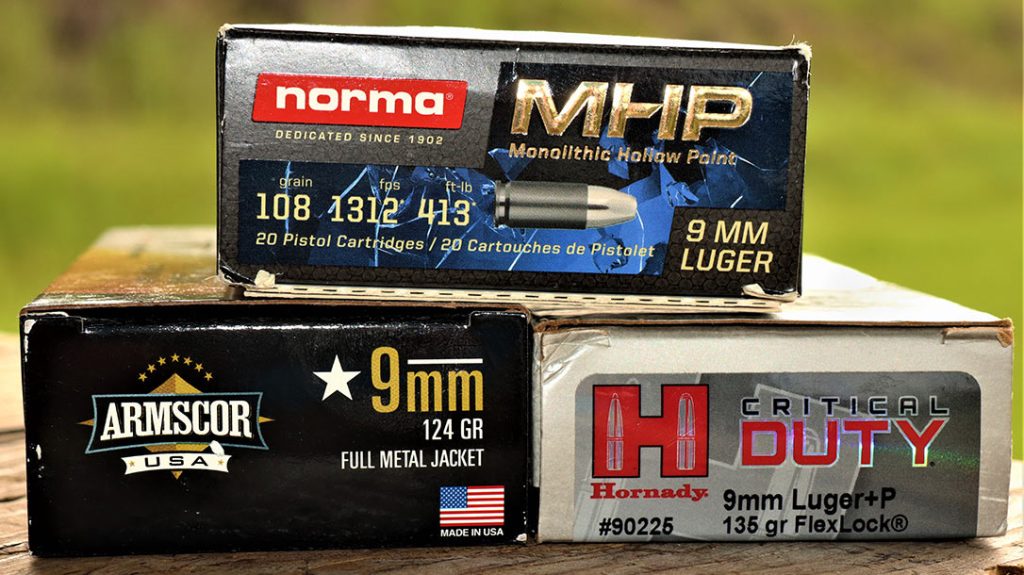 norma®
DEDICATED SINCE 1902
MHP
Monolithic Hollow Point
grain fps ft-lb
108 1312* 413*
20 Pistol Cartridges / 20 Cartouches de Pistolet
9 MM
LUGER
ARMSCOR
USA
9mm
124 GR
FULL METAL JACKET
MADE IN USA
H
Hornady
#90225
CRITICAL
DUTY
9mm Luger+P
135 gr FlexLock®